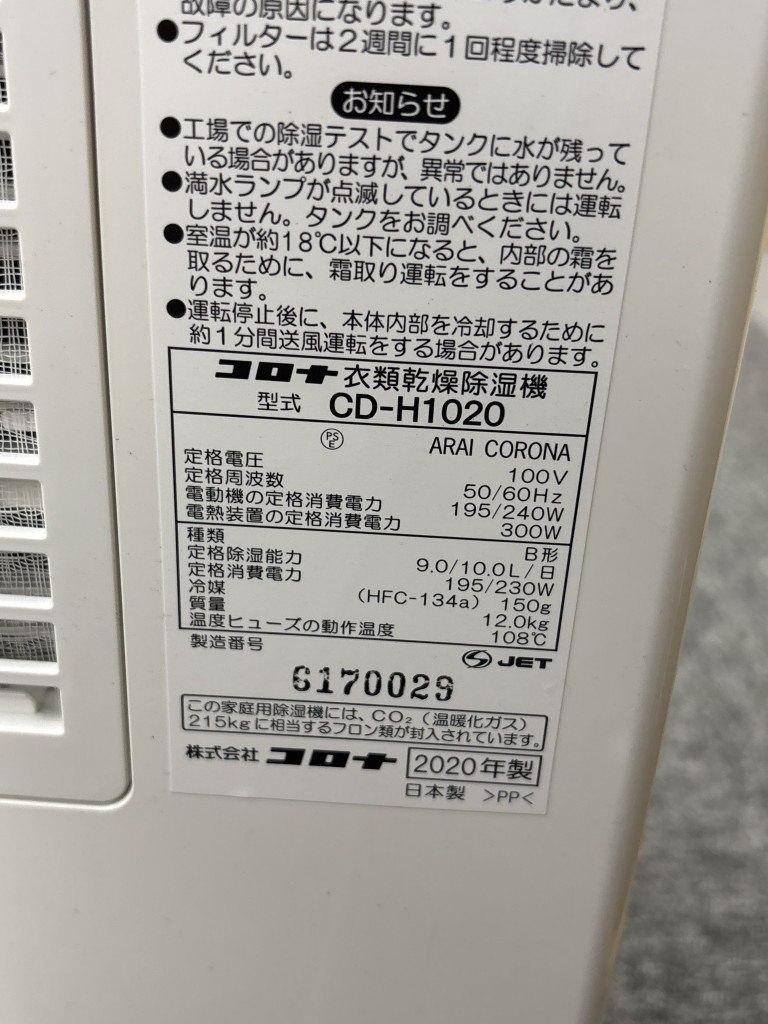 故障の原因になります。
●フィルターは2週間に1回程度掃除して
ください。
お知らせ
●工場での除湿テストでタンクに水が残って
いる場合がありますが、異常ではありません。
●満水ランプが点滅しているときには運転
しません。タンクをお調べください。
●室温が約18℃以下になると、内部の霜を
取るために、霜取り運転をすることがあ
ります。
●運転停止後に、本体内部を冷却するために
約1分間送風運転をする場合があります。
コロナ 衣類乾燥除湿機
型式 CD-H1020
PSE ARAI CORONA
定格電圧 100V
定格周波数 50/60Hz
電動機の定格消費電力 195/240W
電熱装置の定格消費電力 300W
種類 B形
定格除湿能力 9.0/10.0L/日
定格消費電力 195/230W
冷媒 (HFC-134a) 150g
質量 12.0kg
温度ヒューズの動作温度 108℃
製造番号 JET
6170029
この家庭用除湿機には、CO₂(温暖化ガス)
215kgに相当するフロン類が封入されています。
株式会社 コロナ 2020年製
日本製 >PP<